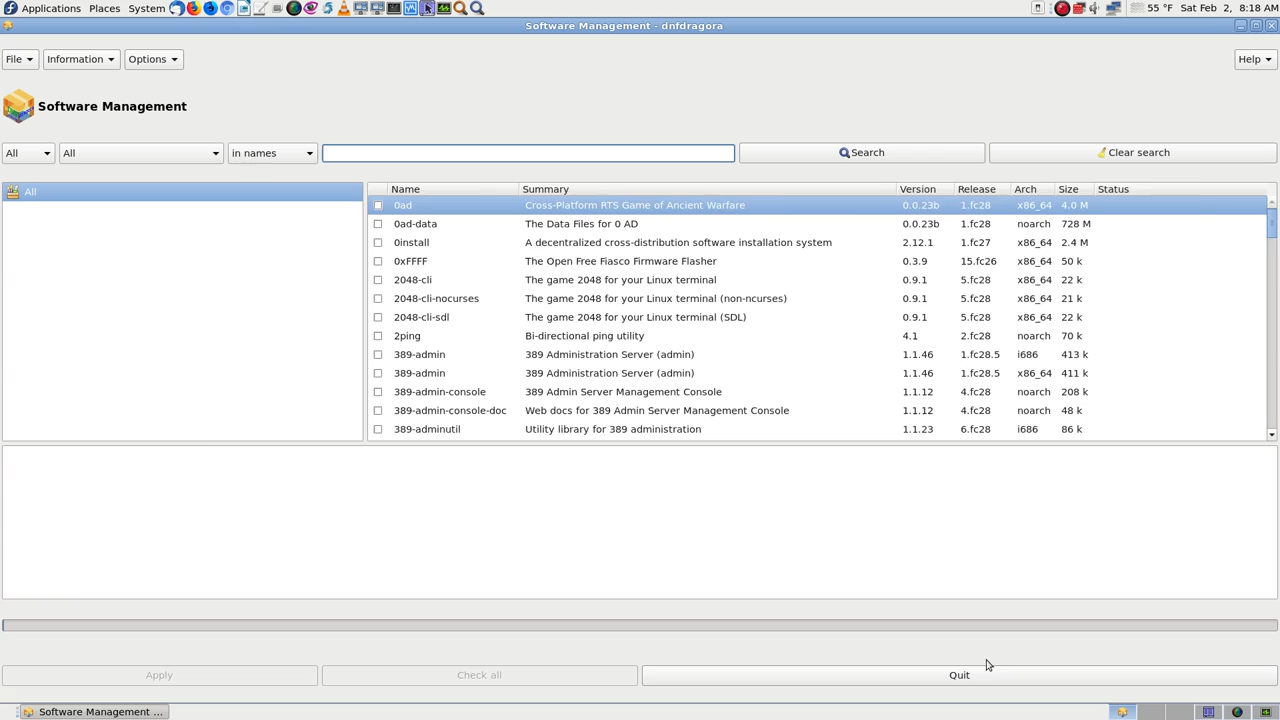 Applications Places System 55 °F Sat Feb 2, 8:18 AM
Software Management - dnfdragora
File Information Options Help
Software Management
All All in names Search Clear search
All
Name Summary Version Release Arch Size Status
0ad Cross-Platform RTS Game of Ancient Warfare 0.0.23b 1.fc28 x86_64 4.0 M
0ad-data The Data Files for 0 AD 0.0.23b 1.fc28 noarch 728 M
0install A decentralized cross-distribution software installation system 2.12.1 1.fc27 x86_64 2.4 M
0xFFFF The Open Free Fiasco Firmware Flasher 0.3.9 15.fc26 x86_64 50 k
2048-cli The game 2048 for your Linux terminal 0.9.1 5.fc28 x86_64 22 k
2048-cli-nocurses The game 2048 for your Linux terminal (non-ncurses) 0.9.1 5.fc28 x86_64 21 k
2048-cli-sdl The game 2048 for your Linux terminal (SDL) 0.9.1 5.fc28 x86_64 22 k
2ping Bi-directional ping utility 4.1 2.fc28 noarch 70 k
389-admin 389 Administration Server (admin) 1.1.46 1.fc28.5 i686 413 k
389-admin 389 Administration Server (admin) 1.1.46 1.fc28.5 x86_64 411 k
389-admin-console 389 Admin Server Management Console 1.1.12 4.fc28 noarch 208 k
389-admin-console-doc Web docs for 389 Admin Server Management Console 1.1.12 4.fc28 noarch 48 k
389-adminutil Utility library for 389 administration 1.1.23 6.fc28 i686 86 k
Apply Check all Quit
Software Management ...